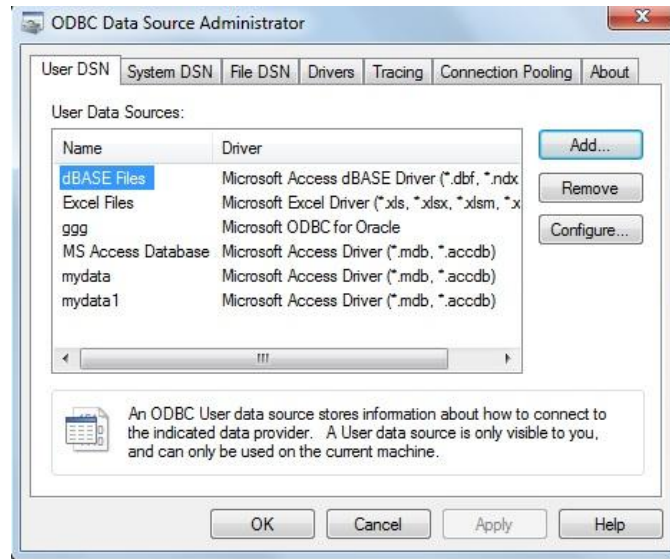 ODBC Data Source Administrator
User DSN System DSN File DSN Drivers Tracing Connection Pooling About
User Data Sources:
Name Driver
dBASE Files Microsoft Access dBASE Driver (*.dbf, *.ndx
Excel Files Microsoft Excel Driver (*.xls, *.xlsx, *.xlsm, *.x
ggg Microsoft ODBC for Oracle
MS Access Database Microsoft Access Driver (*.mdb, *.accdb)
mydata Microsoft Access Driver (*.mdb, *.accdb)
mydata1 Microsoft Access Driver (*.mdb, *.accdb)
Add...
Remove
Configure...
An ODBC User data source stores information about how to connect to
the indicated data provider. A User data source is only visible to you,
and can only be used on the current machine.
OK Cancel Apply Help